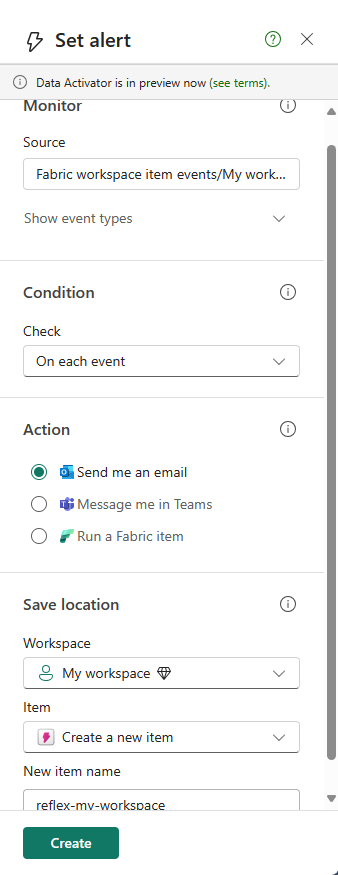 Set alert
Data Activator is in preview now (see terms).
Monitor
Source
Fabric workspace item events/My work...
Show event types
Condition
Check
On each event
Action
Send me an email
Message me in Teams
Run a Fabric item
Save location
Workspace
My workspace
Item
Create a new item
New item name
reflex-my-workspace
Create